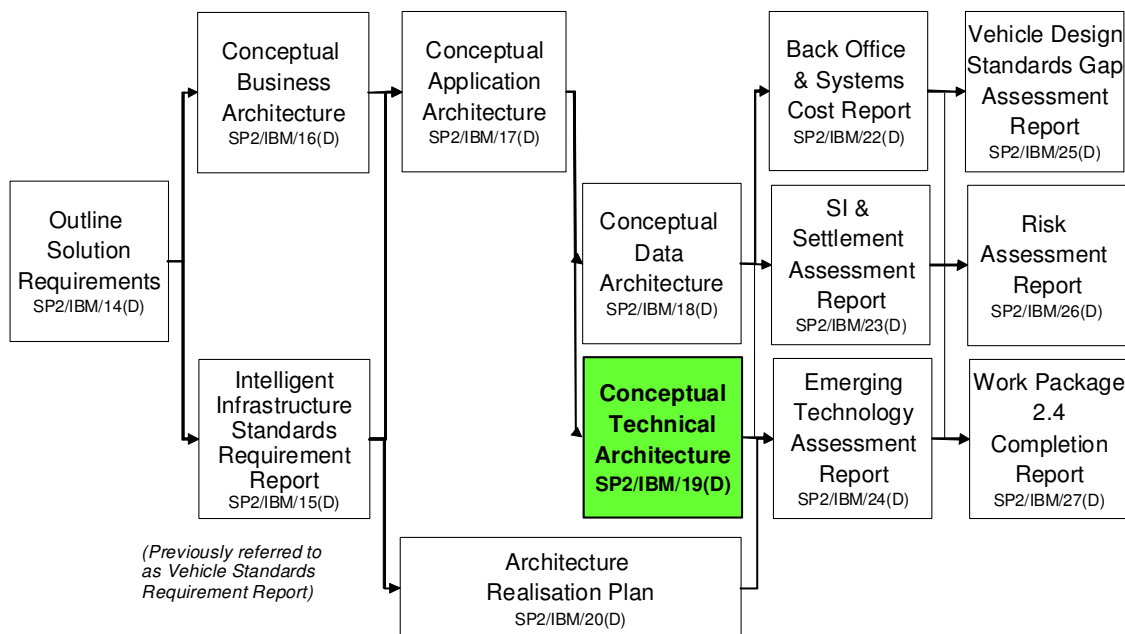 Outline
Solution
Requirements
SP2/IBM/14(D)
Conceptual
Business
Architecture
SP2/IBM/16(D)
Intelligent
Infrastructure
Standards
Requirement
Report
SP2/IBM/15(D)
(Previously referred to
as Vehicle Standards
Requirement Report)
Conceptual
Application
Architecture
SP2/IBM/17(D)
Architecture
Realisation Plan
SP2/IBM/20(D)
Conceptual
Data
Architecture
SP2/IBM/18(D)
Conceptual
Technical
Architecture
SP2/IBM/19(D)
Back Office
& Systems
Cost Report
SP2/IBM/22(D)
SI &
Settlement
Assessment
Report
SP2/IBM/23(D)
Emerging
Technology
Assessment
Report
SP2/IBM/24(D)
Vehicle Design
Standards Gap
Assessment
Report
SP2/IBM/25(D)
Risk
Assessment
Report
SP2/IBM/26(D)
Work Package
2.4
Completion
Report
SP2/IBM/27(D)